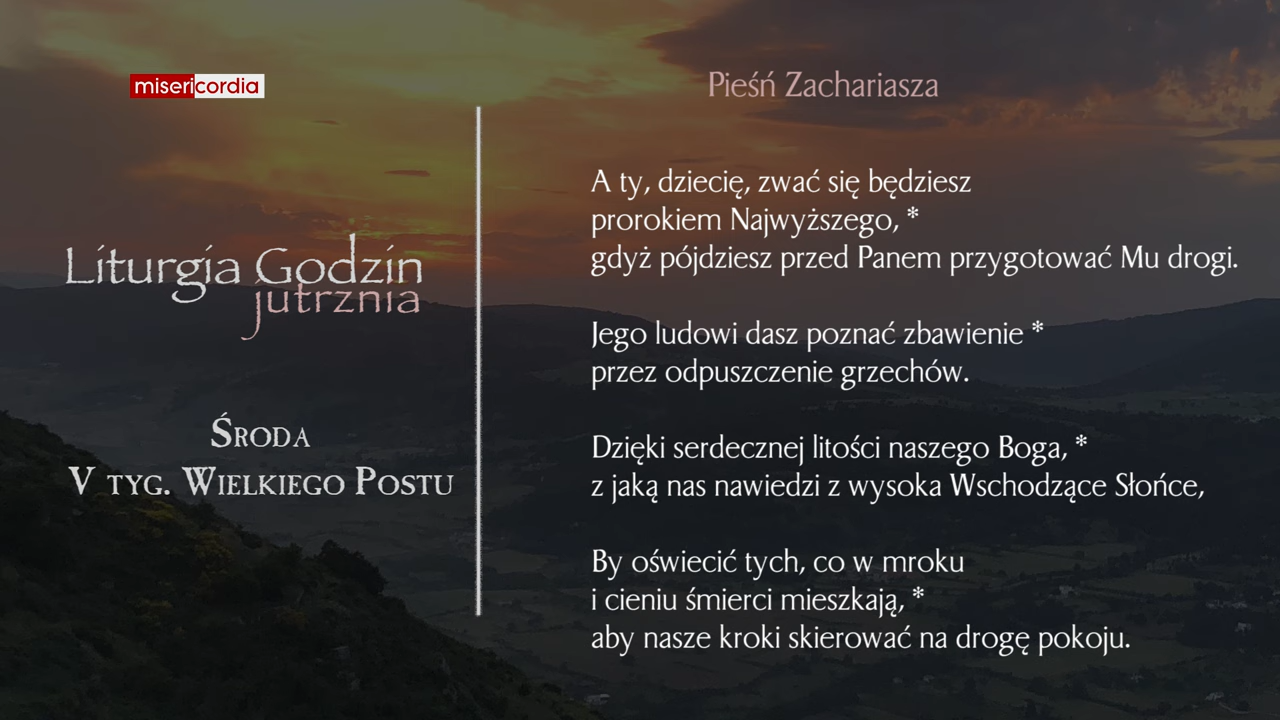 misericordia
Liturgia Godzin
jutrznia
Środa
V tyg. Wielkiego Postu
Pieśń Zachariasza
A ty, dziecię, zwać się będziesz
prorokiem Najwyższego, *
gdyż pójdziesz przed Panem przygotować Mu drogi.
Jego ludowi dasz poznać zbawienie *
przez odpuszczenie grzechów.
Dzięki serdecznej litości naszego Boga, *
z jaką nas nawiedzi z wysoka Wschodzące Słońce,
By oświecić tych, co w mroku
i cieniu śmierci mieszkają, *
aby nasze kroki skierować na drogę pokoju.